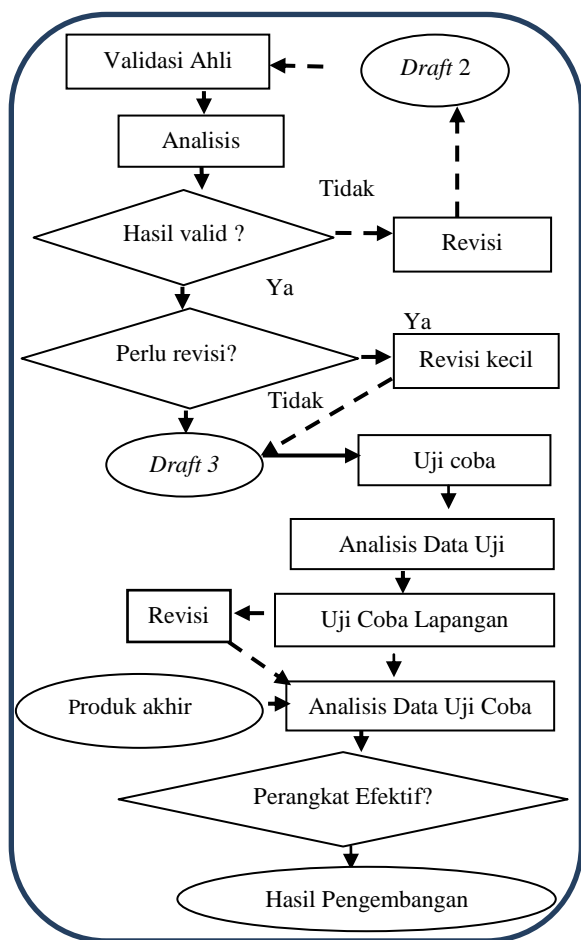 Validasi Ahli
Draft 2
Analisis
Tidak
Hasil valid ?
Revisi
Ya
Ya
Perlu revisi?
Revisi kecil
Tidak
Draft 3
Uji coba
Analisis Data Uji
Revisi
Uji Coba Lapangan
Produk akhir
Analisis Data Uji Coba
Perangkat Efektif?
Hasil Pengembangan